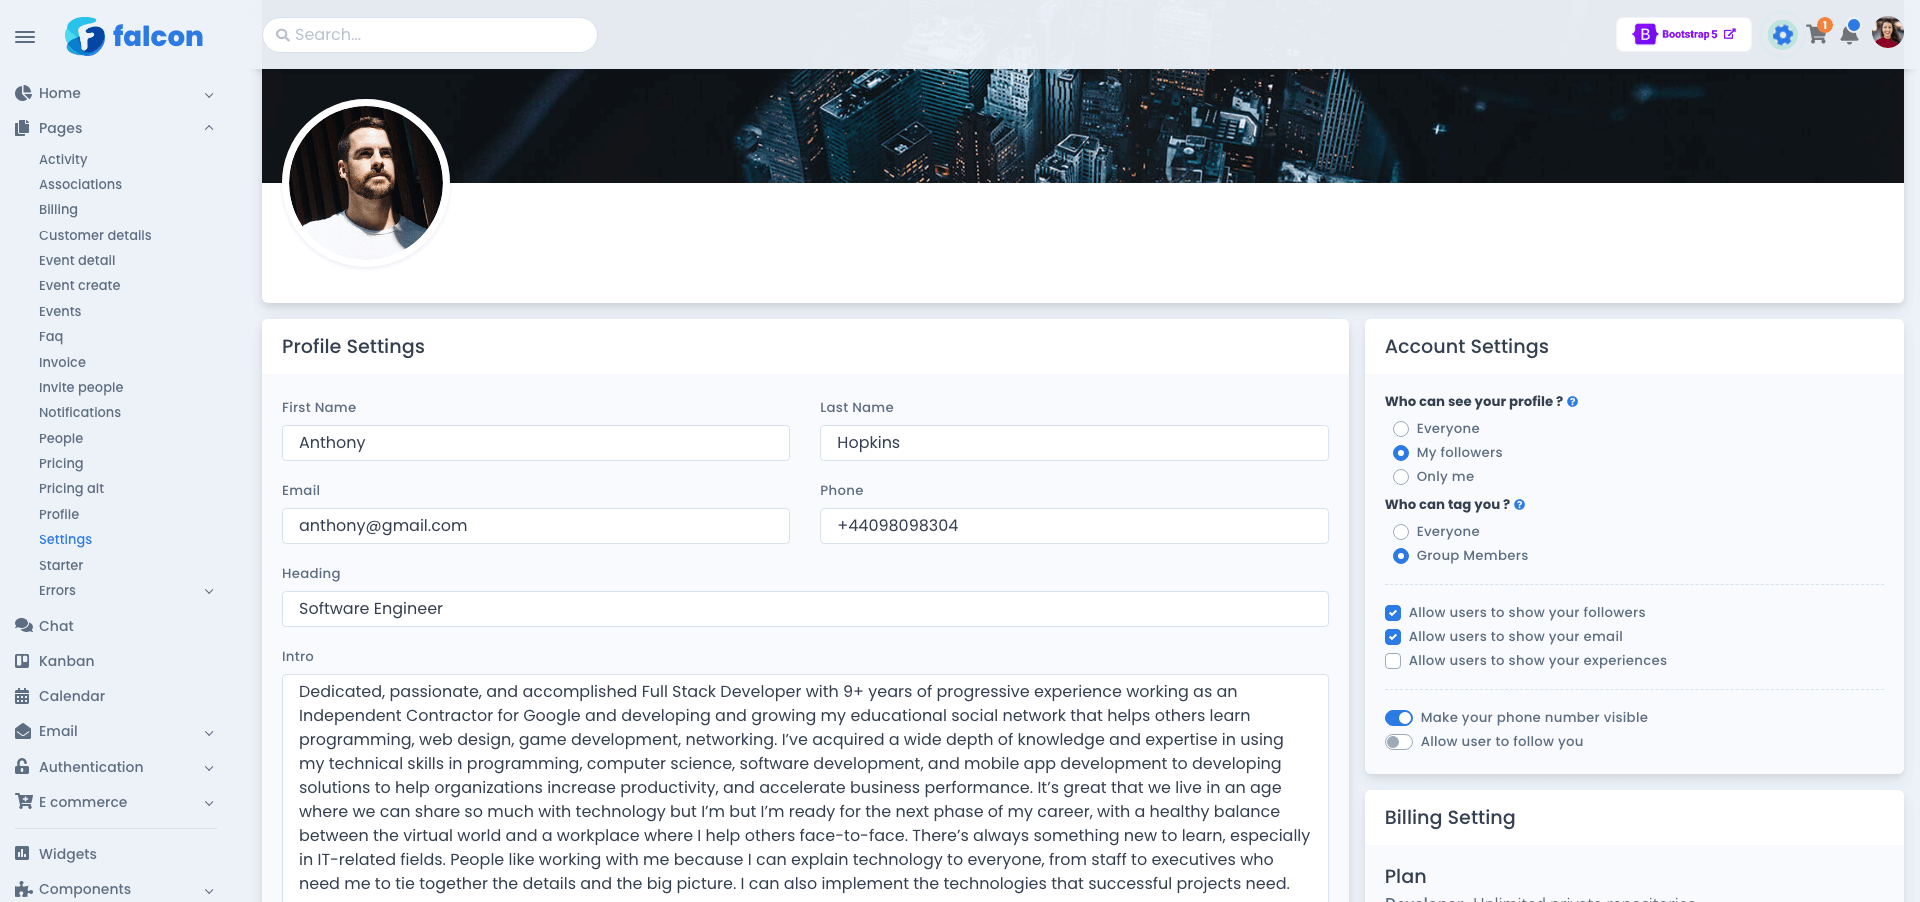 falcon
Search...
Bootstrap 5
1
Home
Pages
Activity
Associations
Billing
Customer details
Event detail
Event create
Events
Faq
Invoice
Invite people
Notifications
People
Pricing
Pricing alt
Profile
Settings
Starter
Errors
Chat
Kanban
Calendar
Email
Authentication
E commerce
Widgets
Components
Profile Settings
First Name
Anthony
Last Name
Hopkins
Email
anthony@gmail.com
Phone
+44098098304
Heading
Software Engineer
Intro
Dedicated, passionate, and accomplished Full Stack Developer with 9+ years of progressive experience working as an
Independent Contractor for Google and developing and growing my educational social network that helps others learn
programming, web design, game development, networking. I’ve acquired a wide depth of knowledge and expertise in using
my technical skills in programming, computer science, software development, and mobile app development to developing
solutions to help organizations increase productivity, and accelerate business performance. It’s great that we live in an age
where we can share so much with technology but I’m but I’m ready for the next phase of my career, with a healthy balance
between the virtual world and a workplace where I help others face-to-face. There’s always something new to learn, especially
in IT-related fields. People like working with me because I can explain technology to everyone, from staff to executives who
need me to tie together the details and the big picture. I can also implement the technologies that successful projects need.
Account Settings
Who can see your profile ?
Everyone
My followers
Only me
Who can tag you ?
Everyone
Group Members
Allow users to show your followers
Allow users to show your email
Allow users to show your experiences
Make your phone number visible
Allow user to follow you
Billing Setting
Plan
Developer- Unlimited private repositories